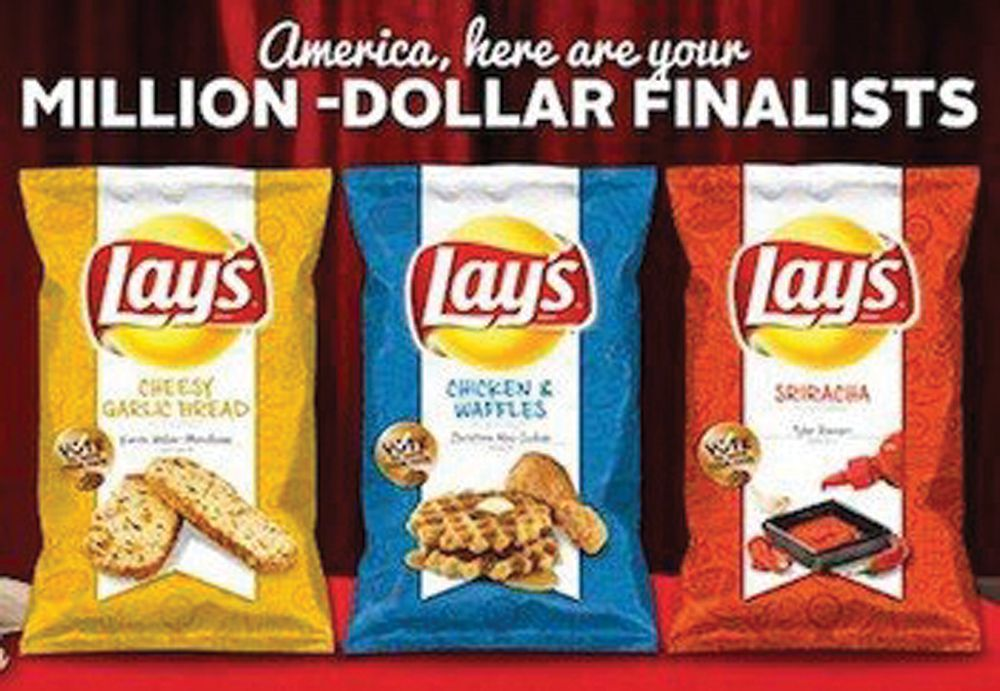 America, here are your
MILLION -DOLLAR FINALISTS
Lay's
CHEESY
GARLIC BREAD
Lay's
CHICKEN &
WAFFLES
Lay's
SRIRACHA